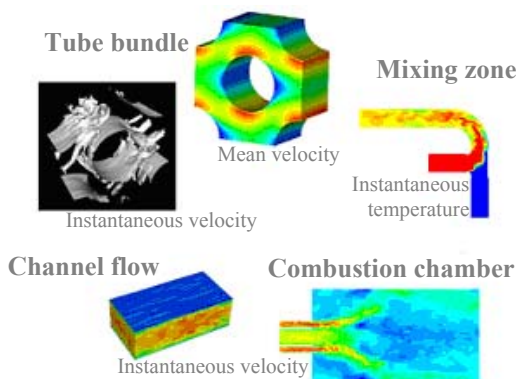 Tube bundle
Mean velocity
Instantaneous velocity
Mixing zone
Instantaneous
temperature
Channel flow
Combustion chamber
Instantaneous velocity